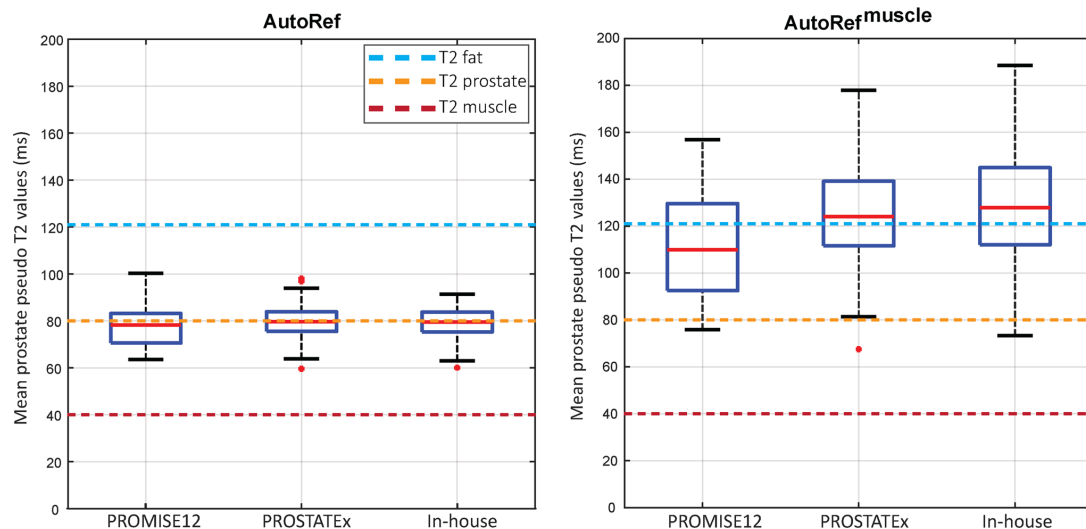 AutoRef
Mean prostate pseudo T2 values (ms)
200
180
160
140
120
100
80
60
40
20
0
T2 fat
T2 prostate
T2 muscle
PROMISE12 PROSTATEx In-house
AutoRefmuscle
Mean prostate pseudo T2 values (ms)
200
180
160
140
120
100
80
60
40
20
0
PROMISE12 PROSTATEx In-house